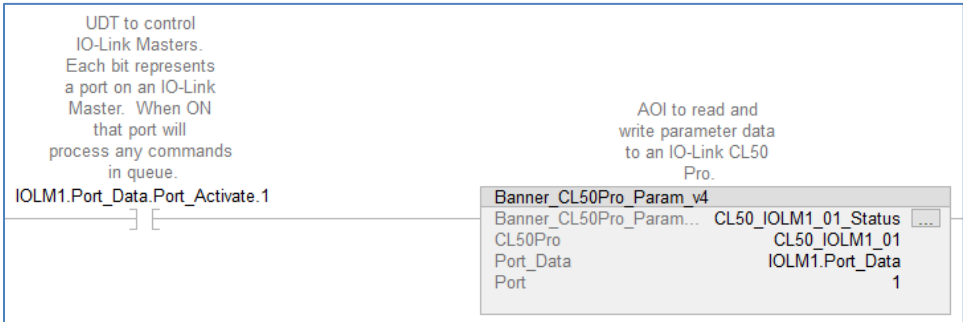 UDT to control
IO-Link Masters.
Each bit represents
a port on an IO-Link
Master. When ON
that port will
process any commands
in queue.
IOLM1.Port_Data.Port_Activate.1
AOI to read and
write parameter data
to an IO-Link CL50
Pro.
Banner_CL50Pro_Param_v4
Banner_CL50Pro_Param... CL50_IOLM1_01_Status ...
CL50Pro CL50_IOLM1_01
Port_Data IOLM1.Port_Data
Port 1